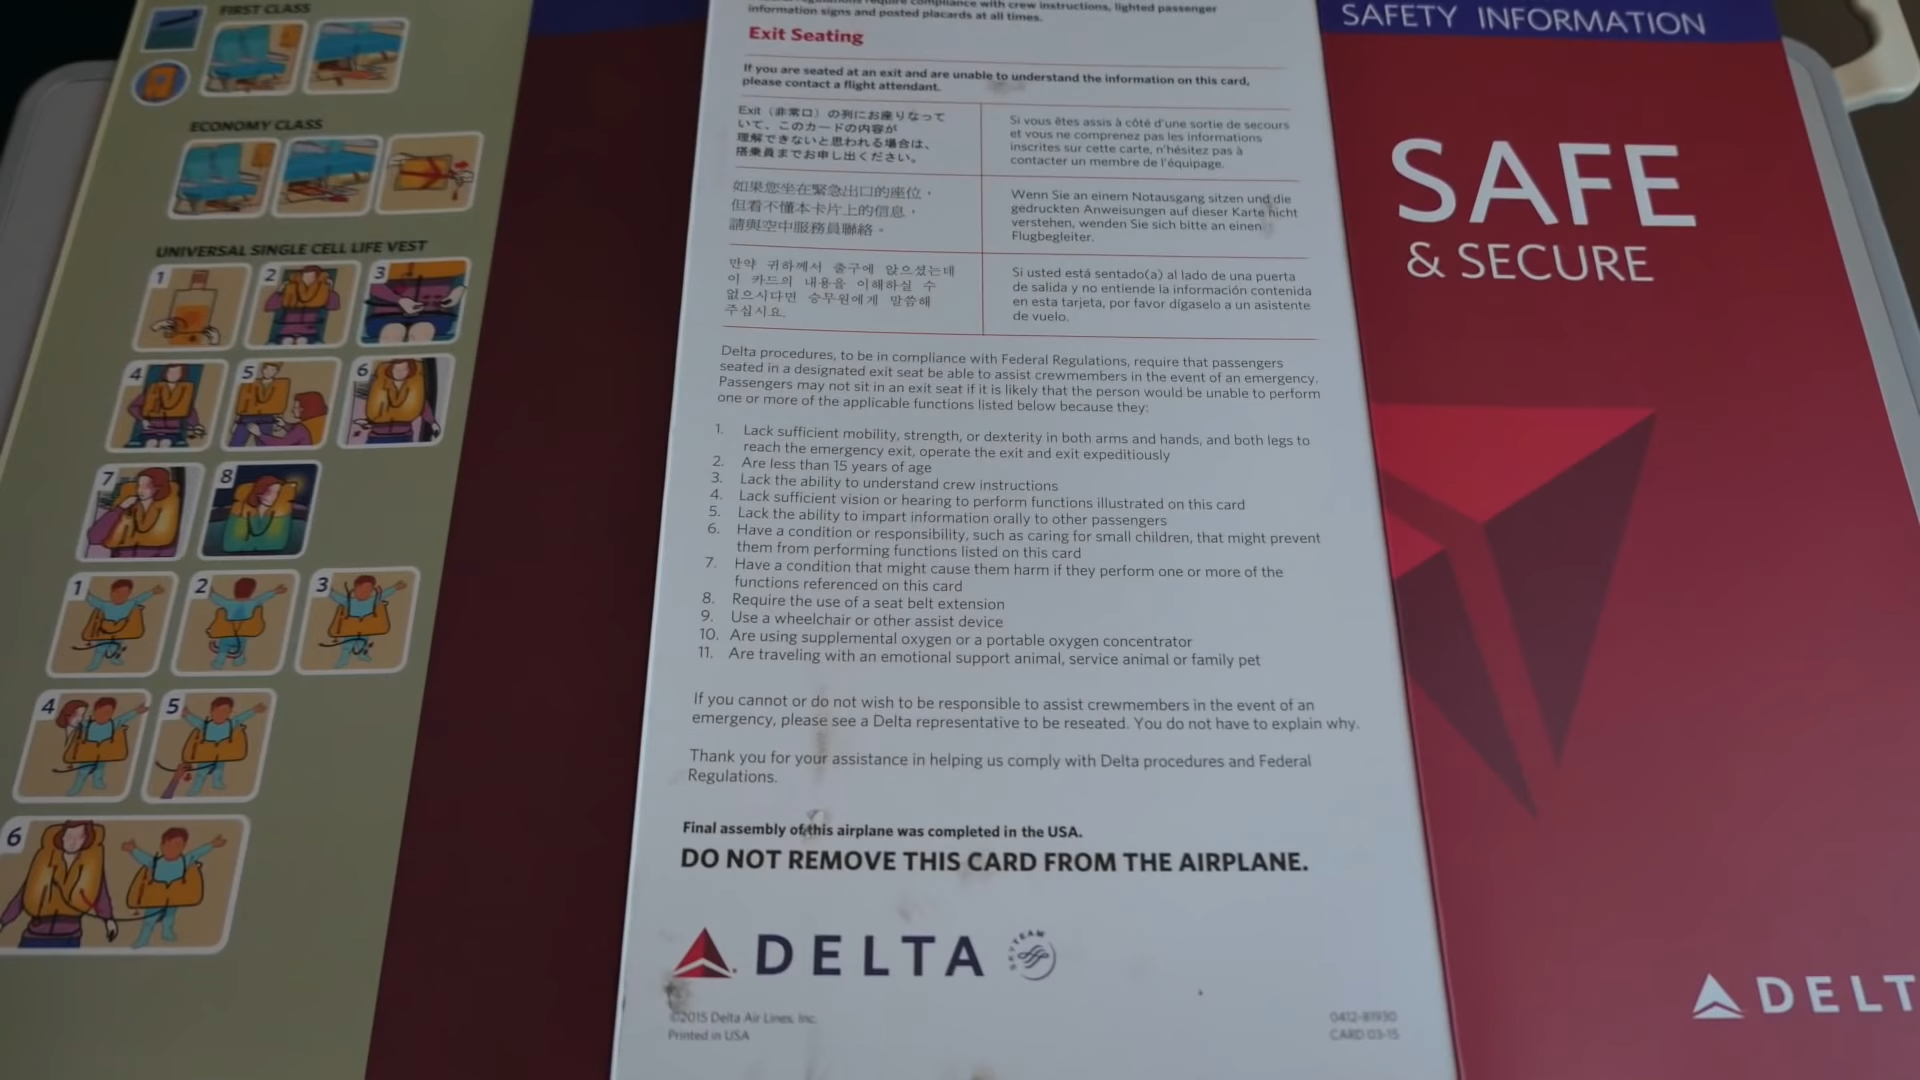 FIRST CLASS
ECONOMY CLASS
UNIVERSAL SINGLE CELL LIFE VEST
1
2
3
4
5
6
7
8
1
2
3
4
5
6
compliance with crew instructions, lighted passenger
information signs and posted placards at all times.
Exit Seating
If you are seated at an exit and are unable to understand the information on this card,
please contact a flight attendant.
Exit（非常口）の列にお座りなって
いて、このカードの内容が
理解できないと思われる場合は、
搭乗員までお申し出ください。
Si vous êtes assis à côté d'une sortie de secours
et vous ne comprenez pas les informations
inscrites sur cette carte, n'hésitez pas à
contacter un membre de l'équipage.
如果您坐在緊急出口的座位，
但看不懂本卡片上的信息，
請與空中服務員聯絡。
Wenn Sie an einem Notausgang sitzen und die
gedruckten Anweisungen auf dieser Karte nicht
verstehen, wenden Sie sich bitte an einen
Flugbegleiter.
만약 귀하께서 출구에 앉으셨는데
이 카드의 내용을 이해하실 수
없으시다면 승무원에게 말씀해
주십시요.
Si usted está sentado(a) al lado de una puerta
de salida y no entiende la información contenida
en esta tarjeta, por favor dígaselo a un asistente
de vuelo.
Delta procedures, to be in compliance with Federal Regulations, require that passengers
seated in a designated exit seat be able to assist crewmembers in the event of an emergency.
Passengers may not sit in an exit seat if it is likely that the person would be unable to perform
one or more of the applicable functions listed below because they:
1. Lack sufficient mobility, strength, or dexterity in both arms and hands, and both legs to
reach the emergency exit, operate the exit and exit expeditiously
2. Are less than 15 years of age
3. Lack the ability to understand crew instructions
4. Lack sufficient vision or hearing to perform functions illustrated on this card
5. Lack the ability to impart information orally to other passengers
6. Have a condition or responsibility, such as caring for small children, that might prevent
them from performing functions listed on this card
7. Have a condition that might cause them harm if they perform one or more of the
functions referenced on this card
8. Require the use of a seat belt extension
9. Use a wheelchair or other assist device
10. Are using supplemental oxygen or a portable oxygen concentrator
11. Are traveling with an emotional support animal, service animal or family pet
If you cannot or do not wish to be responsible to assist crewmembers in the event of an
emergency, please see a Delta representative to be reseated. You do not have to explain why.
Thank you for your assistance in helping us comply with Delta procedures and Federal
Regulations.
Final assembly of this airplane was completed in the USA.
DO NOT REMOVE THIS CARD FROM THE AIRPLANE.
DELTA SKYTEAM
©2015 Delta Air Lines, Inc.
Printed in USA
0412-81930
CARD 03-15
SAFETY INFORMATION
SAFE
& SECURE
DELT